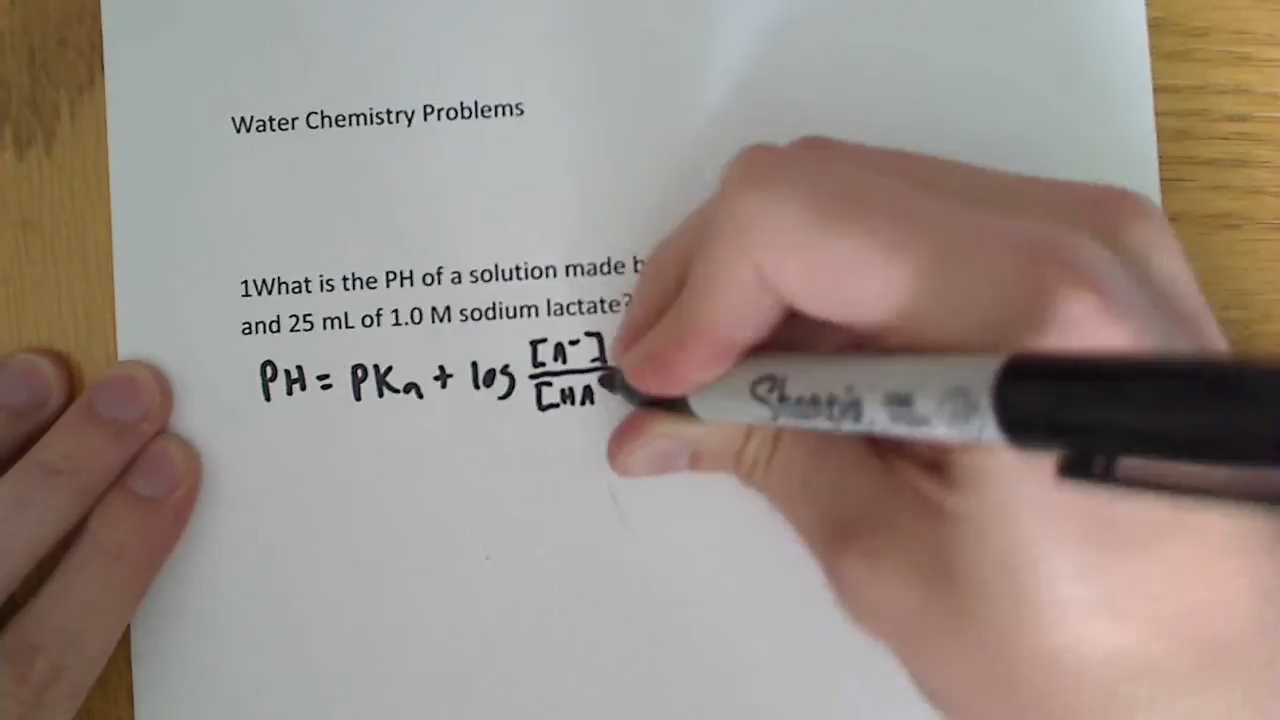 Water Chemistry Problems
1What is the PH of a solution made
and 25 mL of 1.0 M sodium lactate?
PH = PKa + log [A-]
[HA
Sharpie